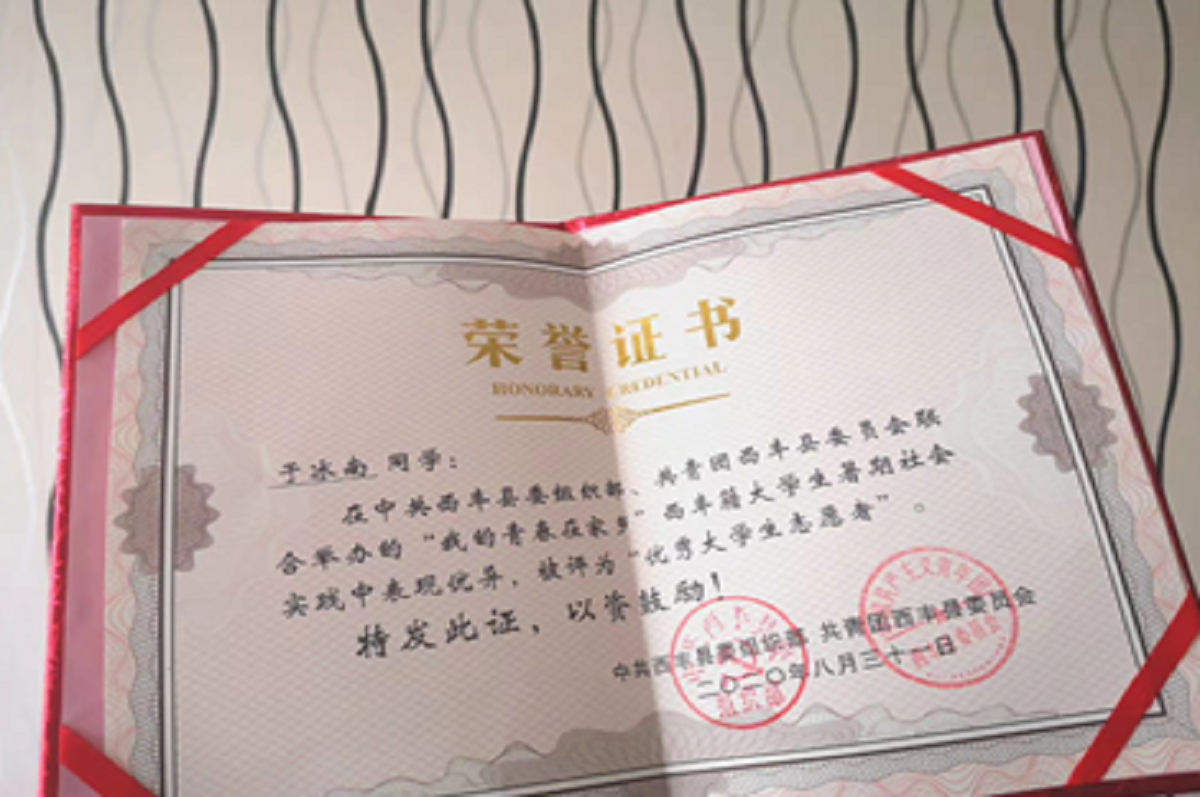 荣誉证书
HONORARY CREDENTIAL
于冰南 同学：
在中共西丰县委组织部、共青团西丰县委员会联
合举办的“我的青春在家乡”西丰籍大学生暑期社会
实践中表现优异，被评为“优秀大学生志愿者”。
特发此证，以资鼓励！
中共西丰县委组织部 共青团西丰县委员会
二〇二〇年八月三十一日
组织部